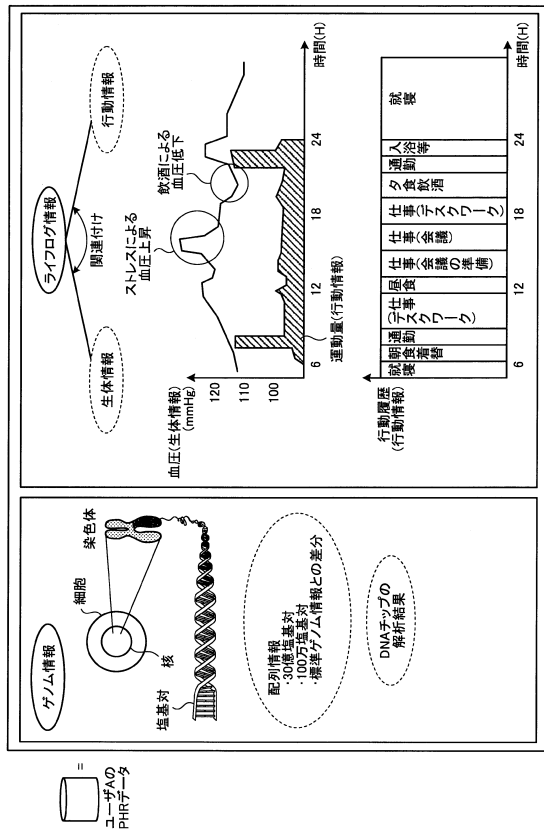 ユーザAの
PHRデータ
=
ゲノム情報
細胞
核
染色体
塩基対
配列情報
・30億塩基対
・100万塩基対
・標準ゲノム情報との差分
DNAチップの
解析結果
ライフログ情報
生体情報
関連付け
行動情報
ストレスによる
血圧上昇
飲酒による
血圧低下
血圧(生体情報)
(mmHg)
120
110
100
6
12
18
24
時間(H)
運動量(行動情報)
行動履歴
(行動情報)
就寝
朝食着替
通勤
仕事
(デスクワーク)
昼食
仕事
(会議の準備)
仕事(会議)
仕事
(デスクワーク)
夕食飲酒
通勤
入浴等
就寝
6
12
18
24
時間(H)